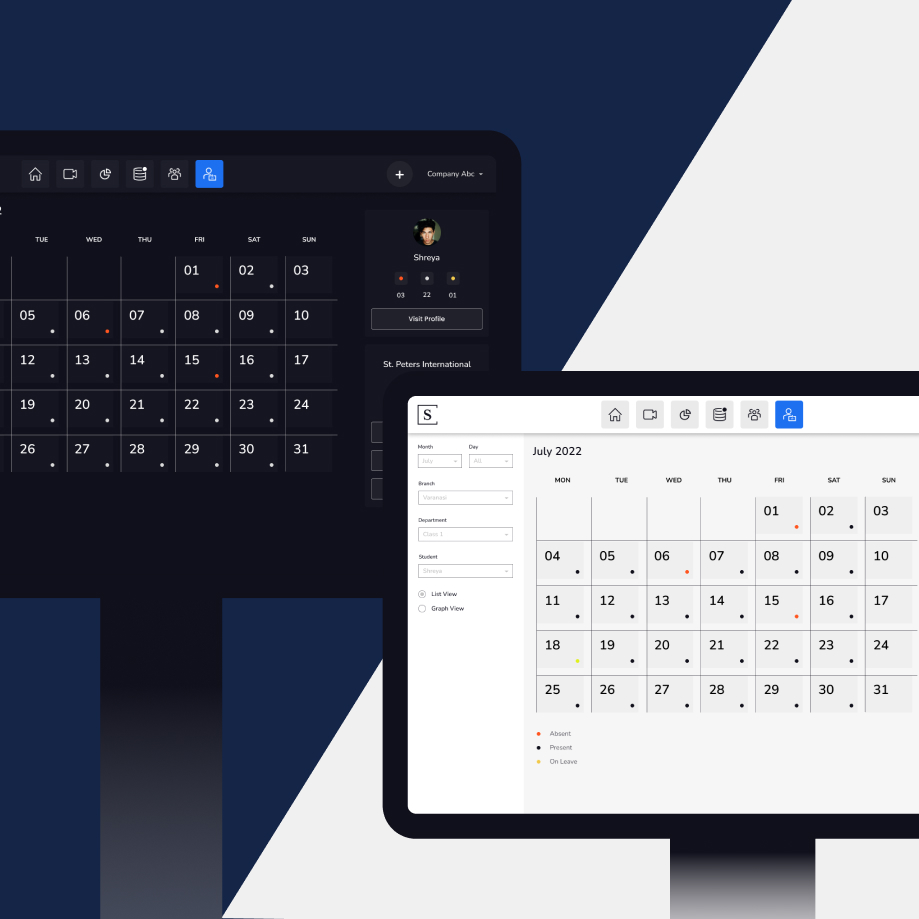 Company Abc
2
TUE WED THU FRI SAT SUN
01 02 03
05 06 07 08 09 10
12 13 14 15 16 17
19 20 21 22 23 24
26 27 28 29 30 31
Shreya
03 22 01
Visit Profile
St. Peters International
S
Month Day
July All
Branch
Varanasi
Department
Class 1
Student
Shreya
List View
Graph View
July 2022
MON TUE WED THU FRI SAT SUN
01 02 03
04 05 06 07 08 09 10
11 12 13 14 15 16 17
18 19 20 21 22 23 24
25 26 27 28 29 30 31
Absent
Present
On Leave